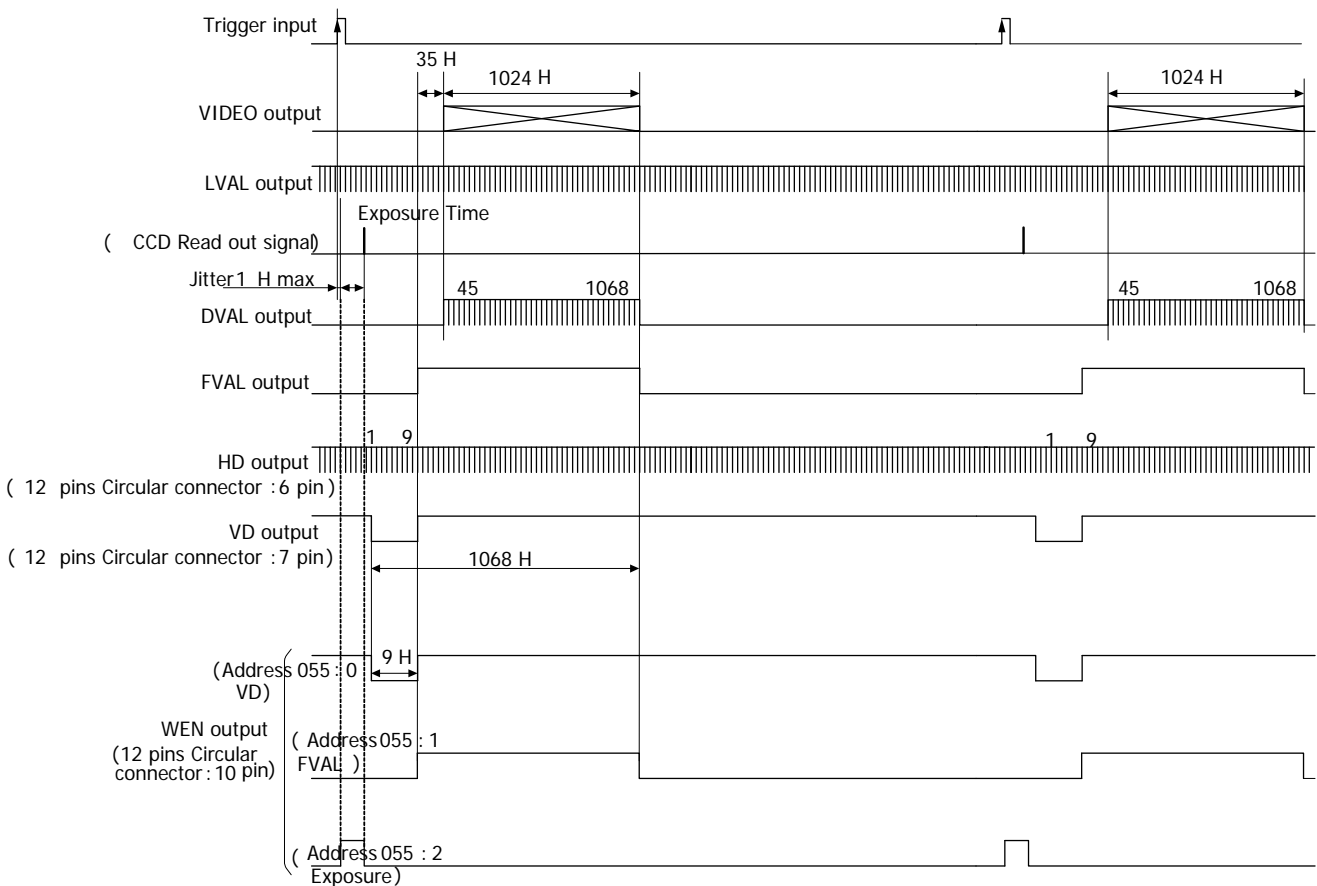 Trigger input
35 H
1024 H
1024 H
VIDEO output
LVAL output
Exposure Time
( CCD Read out signal)
Jitter1 H max
45 1068
45 1068
DVAL output
FVAL output
1 9
1 9
HD output
( 12 pins Circular connector :6 pin)
VD output
( 12 pins Circular connector :7 pin)
1068 H
9 H
(Address 055 : 0
VD)
WEN output
(12 pins Circular
connector : 10 pin)
( Address 055 : 1
FVAL )
( Address 055 : 2
Exposure)